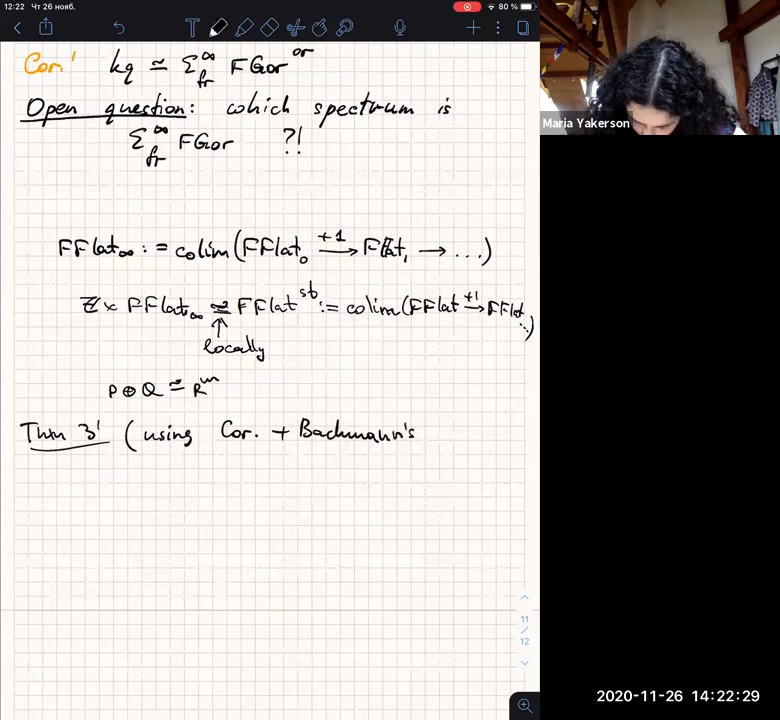 12:22 Чт 26 нояб.
80 %
Cor.' kq ≃ Σ^∞_fr FGor^or
Open question: which spectrum is
Σ^∞_fr FGor ?!
FFlat_∞ := colim(FFlat_0 →^{+1} FFlat_1 → ...)
Z × FFlat_∞ ≃ FFlat^st := colim(FFlat →^{+1} FFlat ...)
↑
locally
P ⊕ Q ≃ R^m
Thm 3' (using Cor. + Bachmann's
11
/
12
Maria Yakerson
2020-11-26 14:22:29